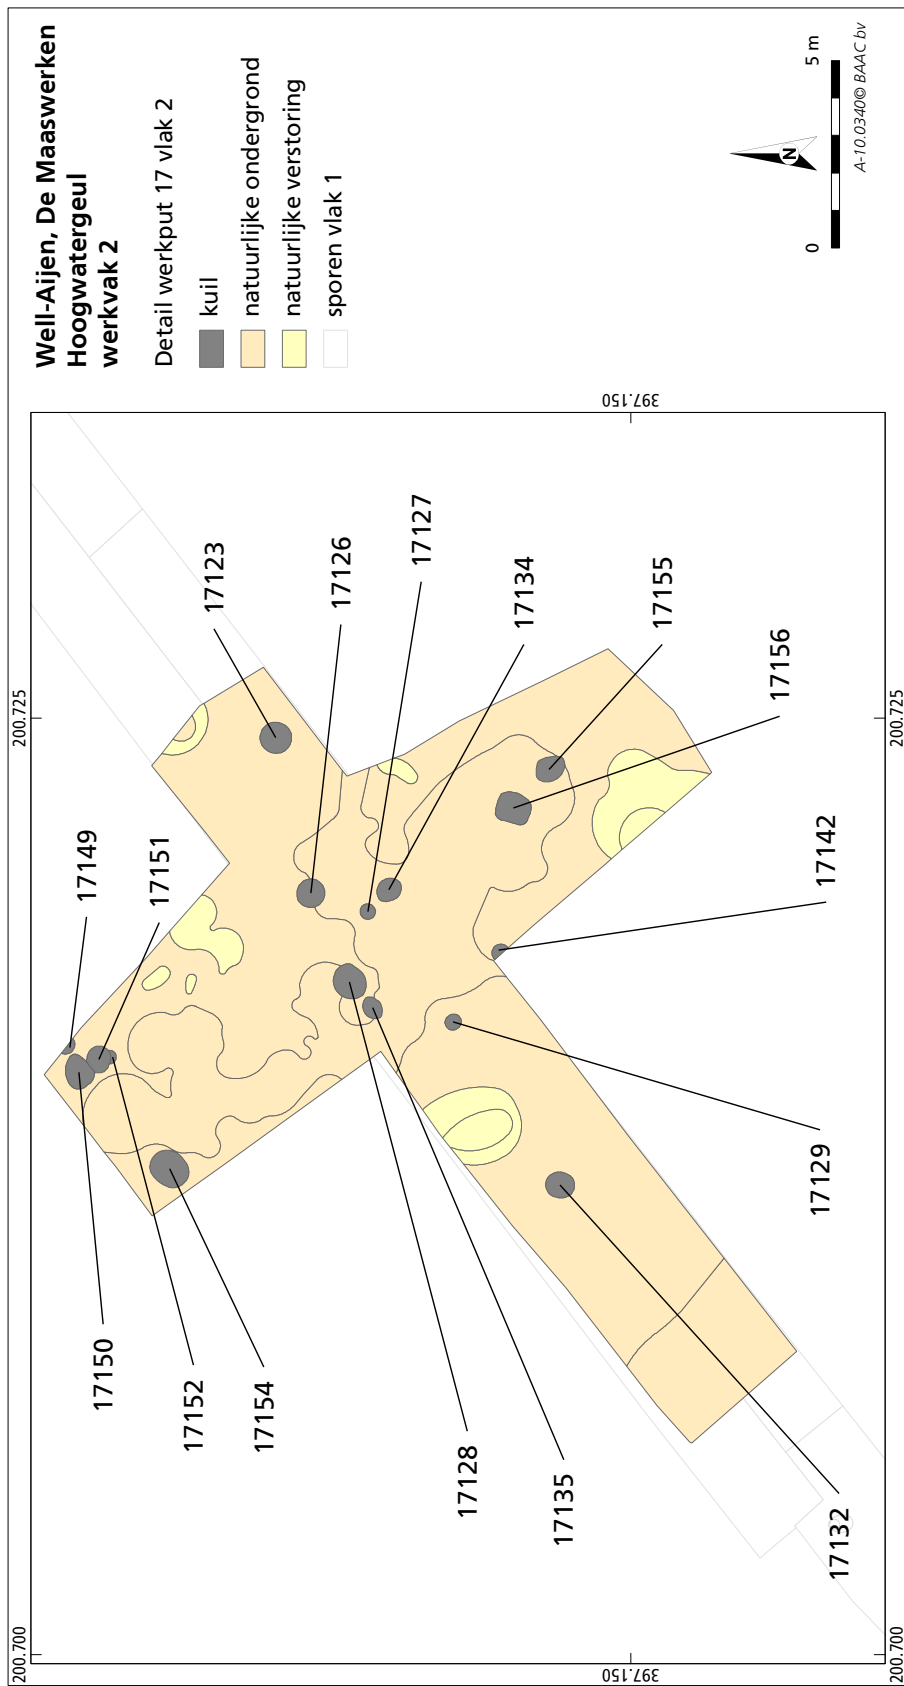 Well-Aijen, De Maaswerken
Hoogwatergeul
werkvak 2
Detail werkput 17 vlak 2
kuil
natuurlijke ondergrond
natuurlijke verstoring
sporen vlak 1
0
5 m
N
A-10.0340© BAAC bv
200.700
200.725
397.150
397.150
200.700
200.725
17149
17151
17123
17126
17127
17134
17155
17156
17142
17129
17150
17152
17154
17128
17135
17132